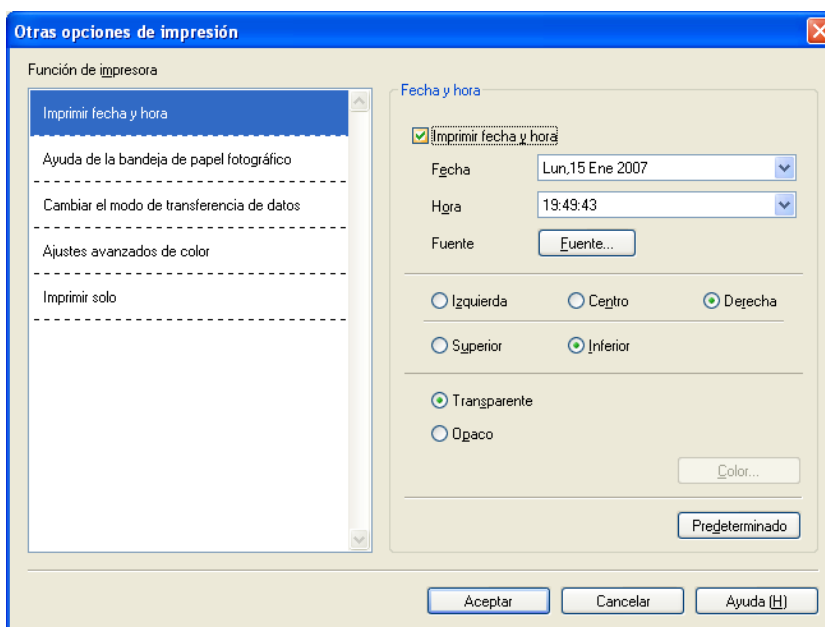 Otras opciones de impresión
Función de impresora
Imprimir fecha y hora
Ayuda de la bandeja de papel fotográfico
Cambiar el modo de transferencia de datos
Ajustes avanzados de color
Imprimir solo
Fecha y hora
Imprimir fecha y hora
Fecha Lun,15 Ene 2007
Hora 19:49:43
Fuente Fuente...
Izquierda Centro Derecha
Superior Inferior
Transparente
Opaco
Color...
Predeterminado
Aceptar Cancelar Ayuda (H)